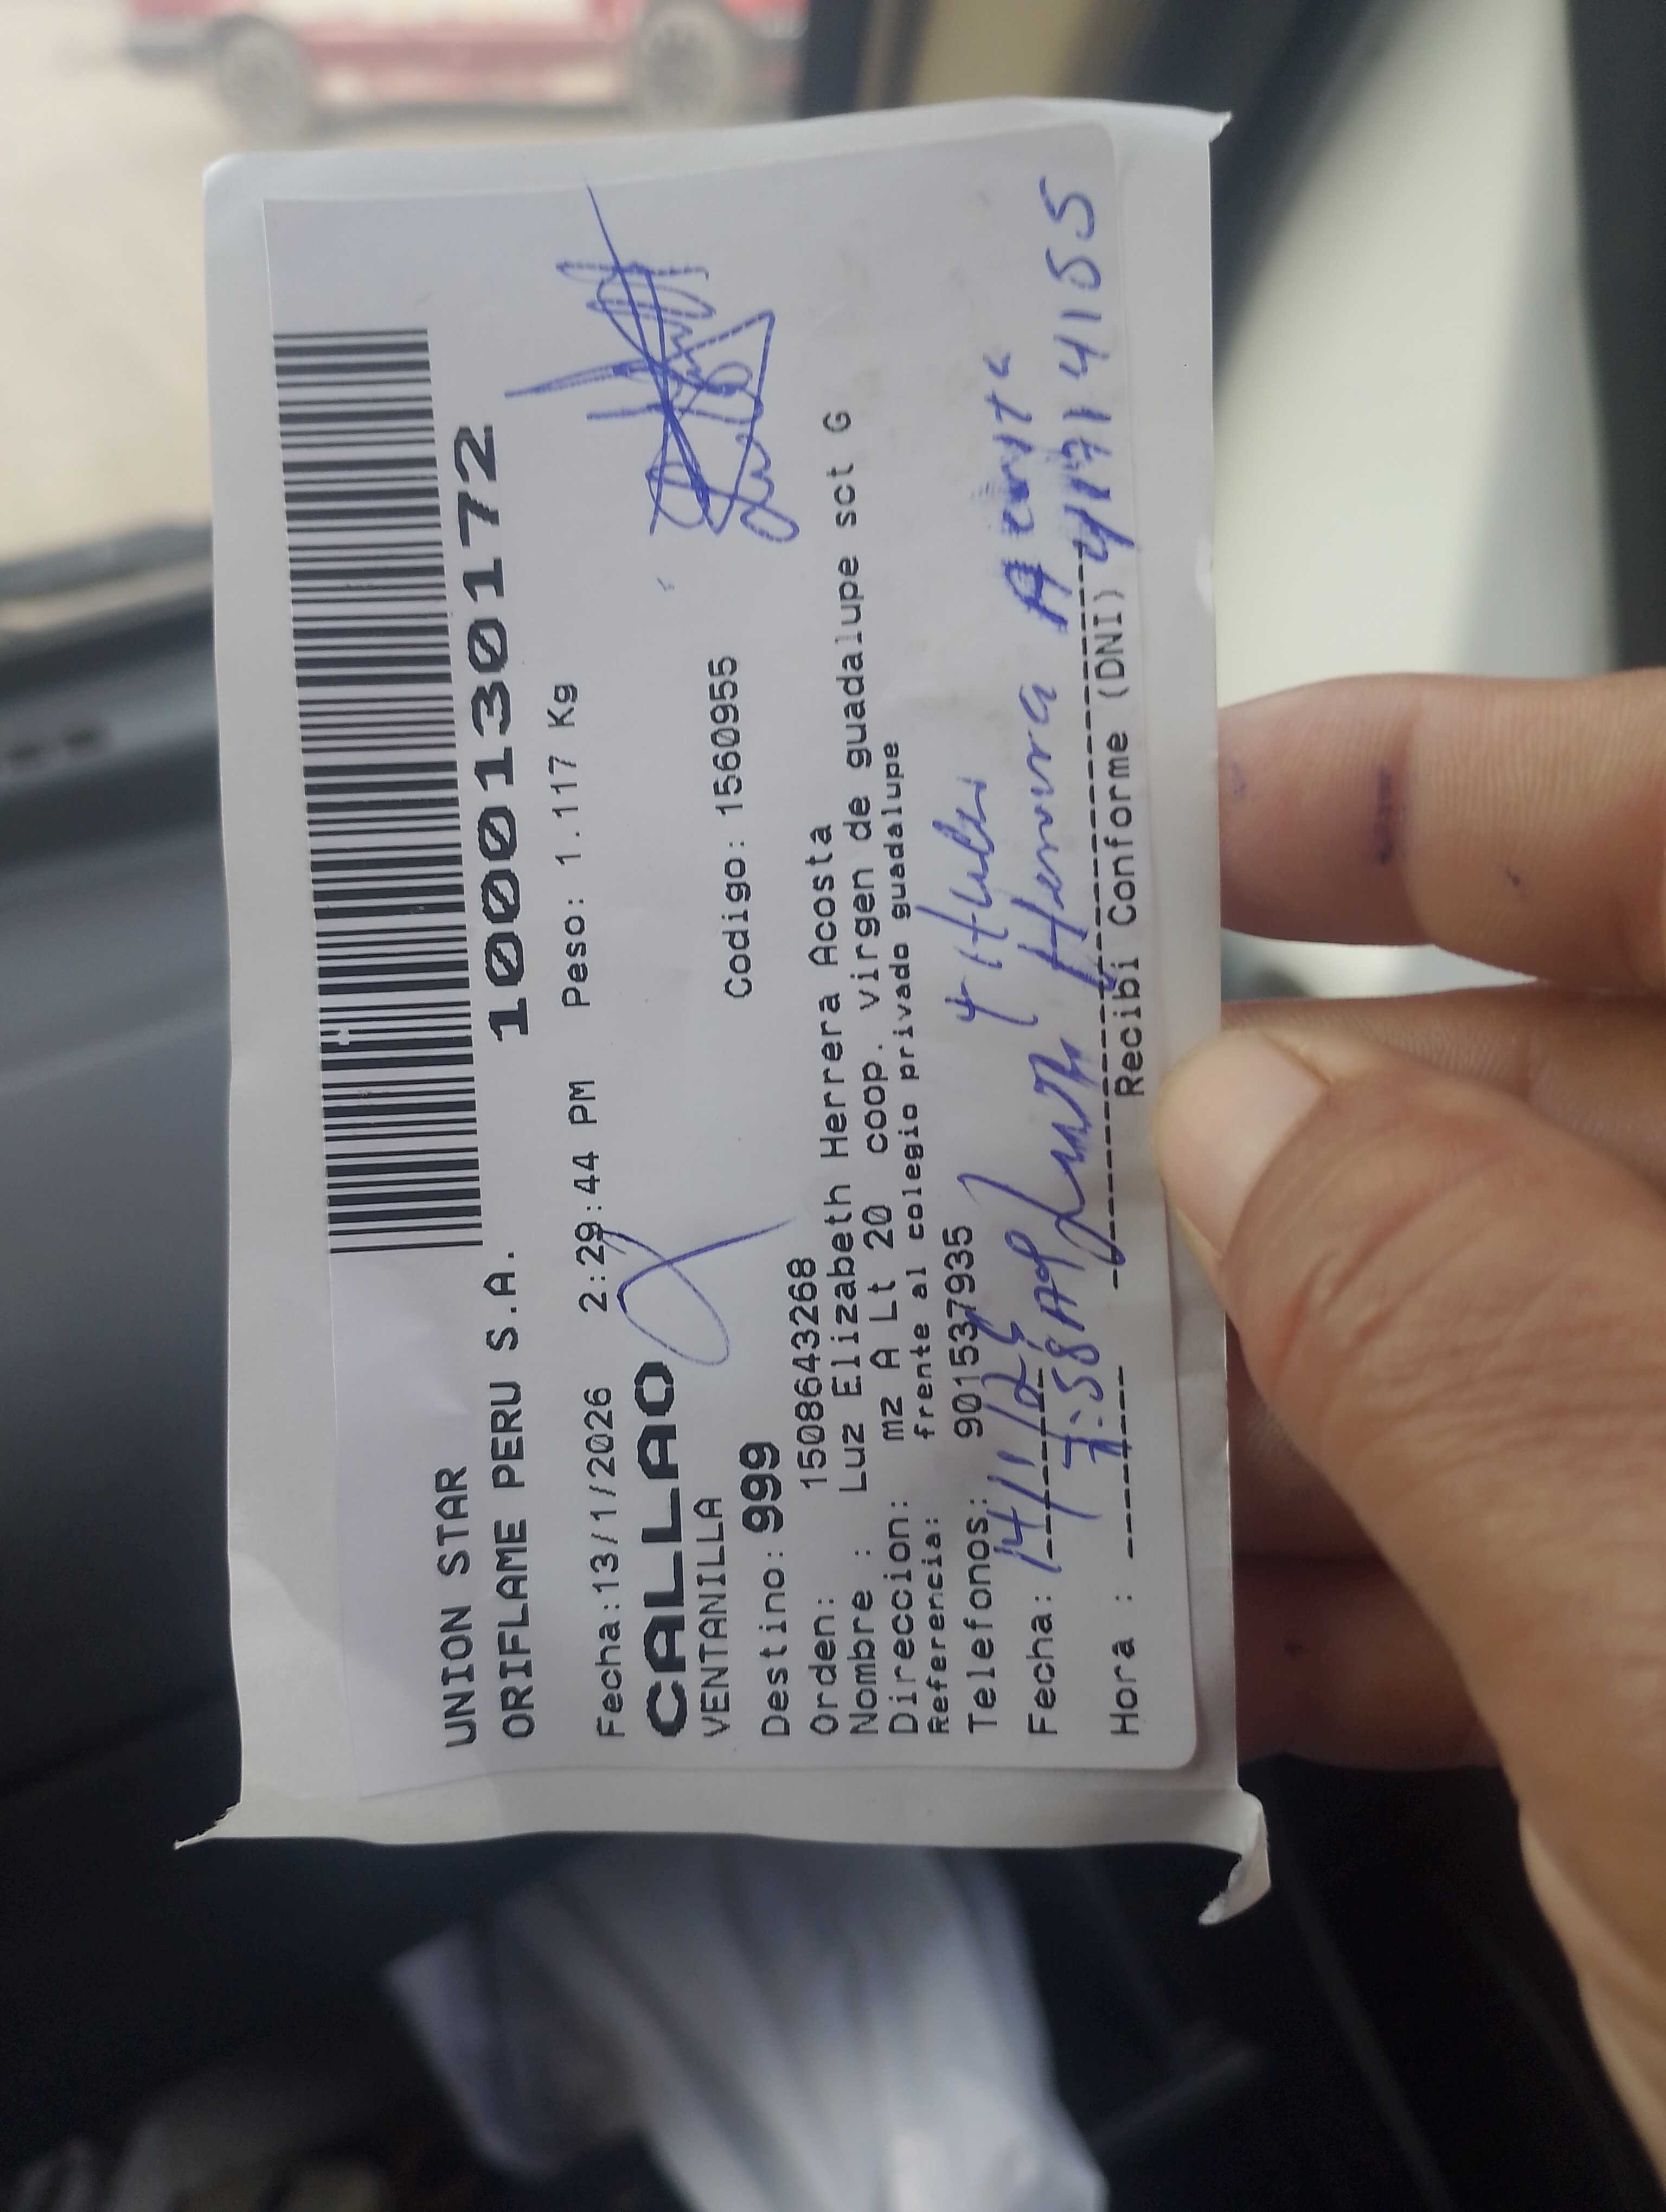 UNION STAR
ORIFLAME PERU S.A. 1000130172
Fecha:13/1/2026 2:29:44 PM Peso: 1.117 Kg
CALLAO
VENTANILLA
Destino: 999 Codigo: 1560955
Orden: 1508643268
Nombre : Luz Elizabeth Herrera Acosta
Direccion: mz A Lt 20 coop. virgen de guadalupe sct G
Referencia: frente al colegio privado guadalupe
Telefonos: 901537935
Fecha: 14/1/26
Hora : 7:58 Herrera
Recibi Conforme (DNI)